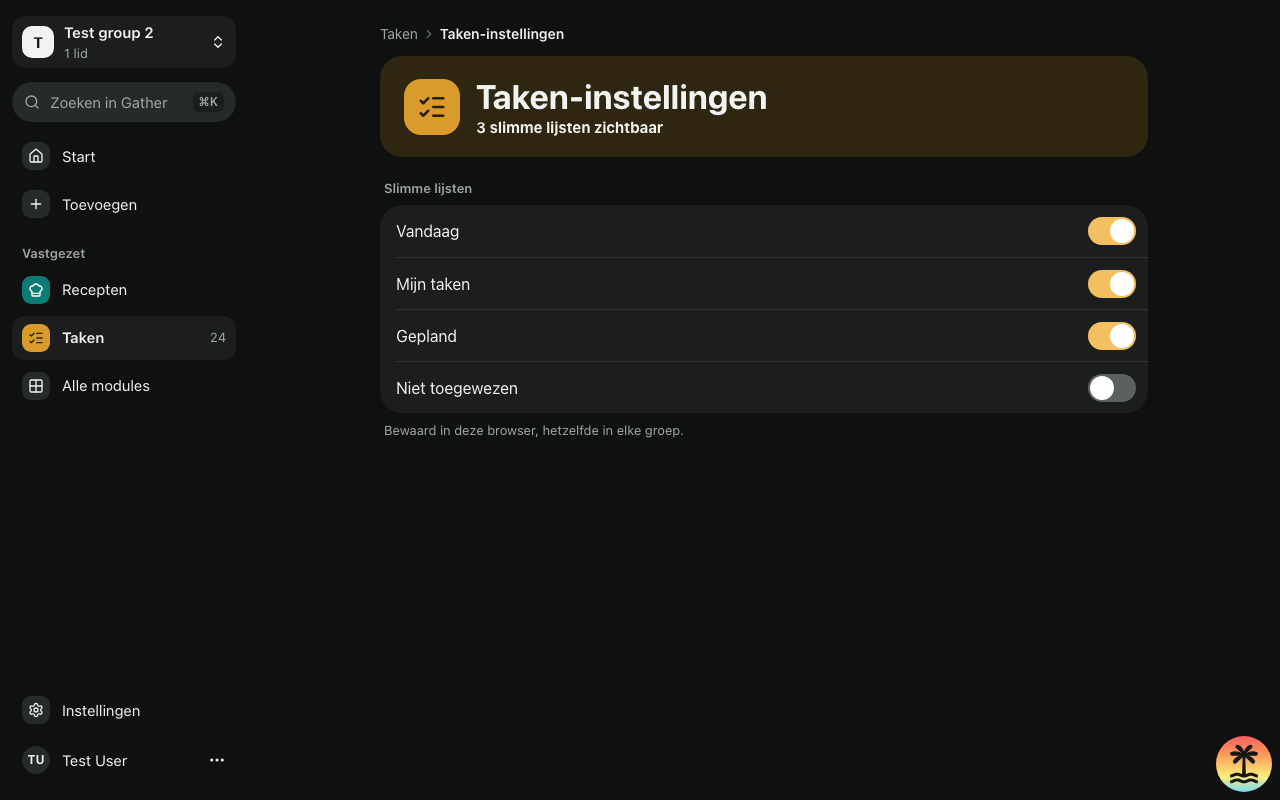 T
Test group 2
1 lid
Zoeken in Gather
⌘K
Start
Toevoegen
Vastgezet
Recepten
Taken
24
Alle modules
Instellingen
TU
Test User
Taken
Taken-instellingen
Taken-instellingen
3 slimme lijsten zichtbaar
Slimme lijsten
Vandaag
Mijn taken
Gepland
Niet toegewezen
Bewaard in deze browser, hetzelfde in elke groep.